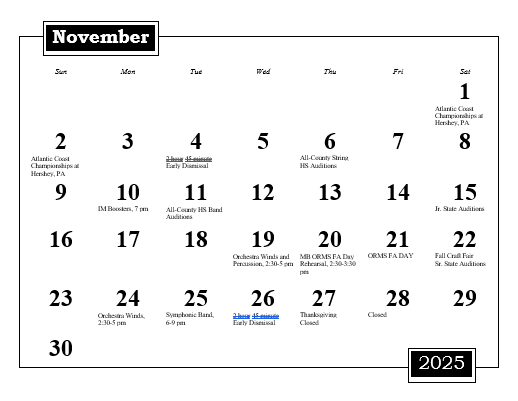 November
Sun Mon Tue Wed Thu Fri Sat
1
Atlantic Coast
Championships at
Hershey, PA
2 3 4 5 6 7 8
Atlantic Coast
Championships at
Hershey, PA
2 hour 45 minute
Early Dismissal
All-County String
HS Auditions
9 10 11 12 13 14 15
IM Boosters, 7 pm
All-County HS Band
Auditions
Jr. State Auditions
16 17 18 19 20 21 22
Orchestra Winds and
Percussion, 2:30-5 pm
MB ORMS FA Day
Rehearsal, 2:30-3:30
pm
ORMS FA DAY
Fall Craft Fair
Sr. State Auditions
23 24 25 26 27 28 29
Orchestra Winds,
2:30-5 pm
Symphonic Band,
6-9 pm
2 hour 45 minute
Early Dismissal
Thanksgiving
Closed
Closed
30
2025